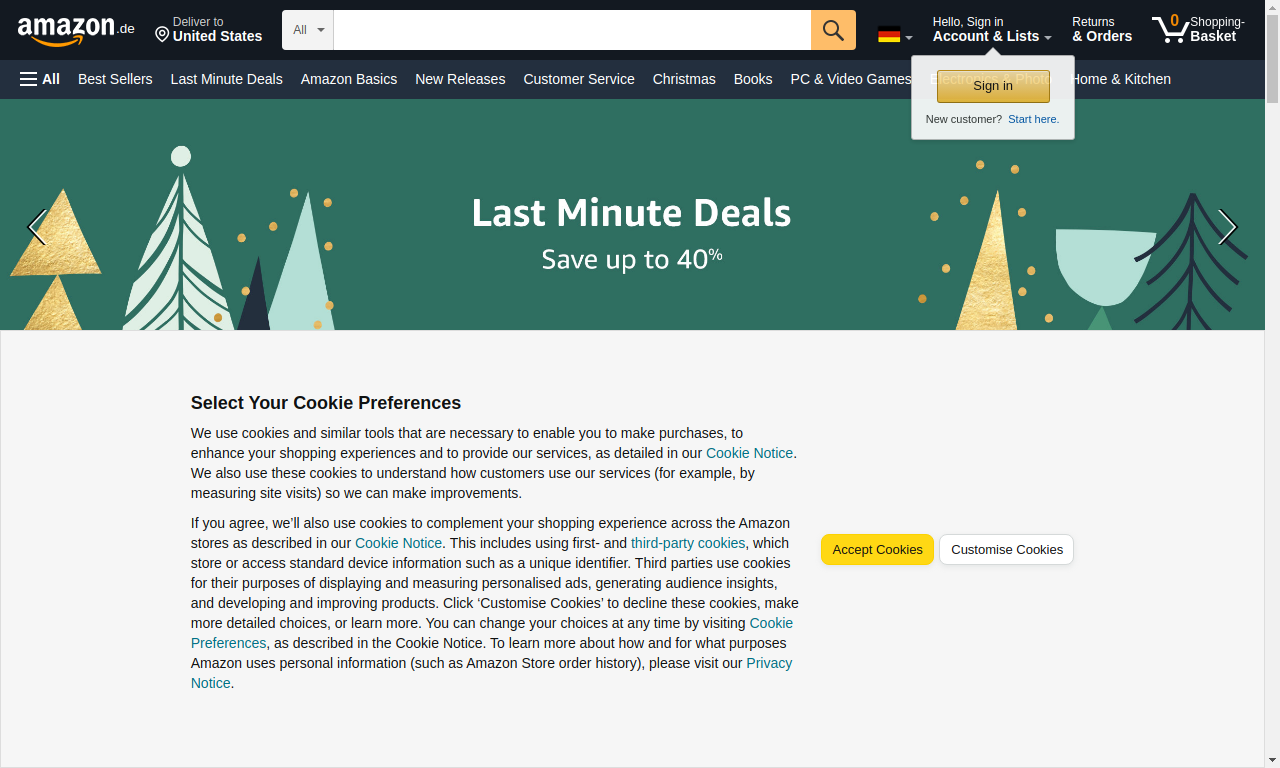 amazon.de
Deliver to
United States
All
Hello, Sign in
Account & Lists
Returns
& Orders
0
Shopping-
Basket
All
Best Sellers
Last Minute Deals
Amazon Basics
New Releases
Customer Service
Christmas
Books
PC & Video Games
Electronics & Photo
Home & Kitchen
Sign in
New customer? Start here.
Last Minute Deals
Save up to 40%
Select Your Cookie Preferences
We use cookies and similar tools that are necessary to enable you to make purchases, to
enhance your shopping experiences and to provide our services, as detailed in our Cookie Notice.
We also use these cookies to understand how customers use our services (for example, by
measuring site visits) so we can make improvements.
If you agree, we’ll also use cookies to complement your shopping experience across the Amazon
stores as described in our Cookie Notice. This includes using first- and third-party cookies, which
store or access standard device information such as a unique identifier. Third parties use cookies
for their purposes of displaying and measuring personalised ads, generating audience insights,
and developing and improving products. Click ‘Customise Cookies’ to decline these cookies, make
more detailed choices, or learn more. You can change your choices at any time by visiting Cookie
Preferences, as described in the Cookie Notice. To learn more about how and for what purposes
Amazon uses personal information (such as Amazon Store order history), please visit our Privacy
Notice.
Accept Cookies
Customise Cookies